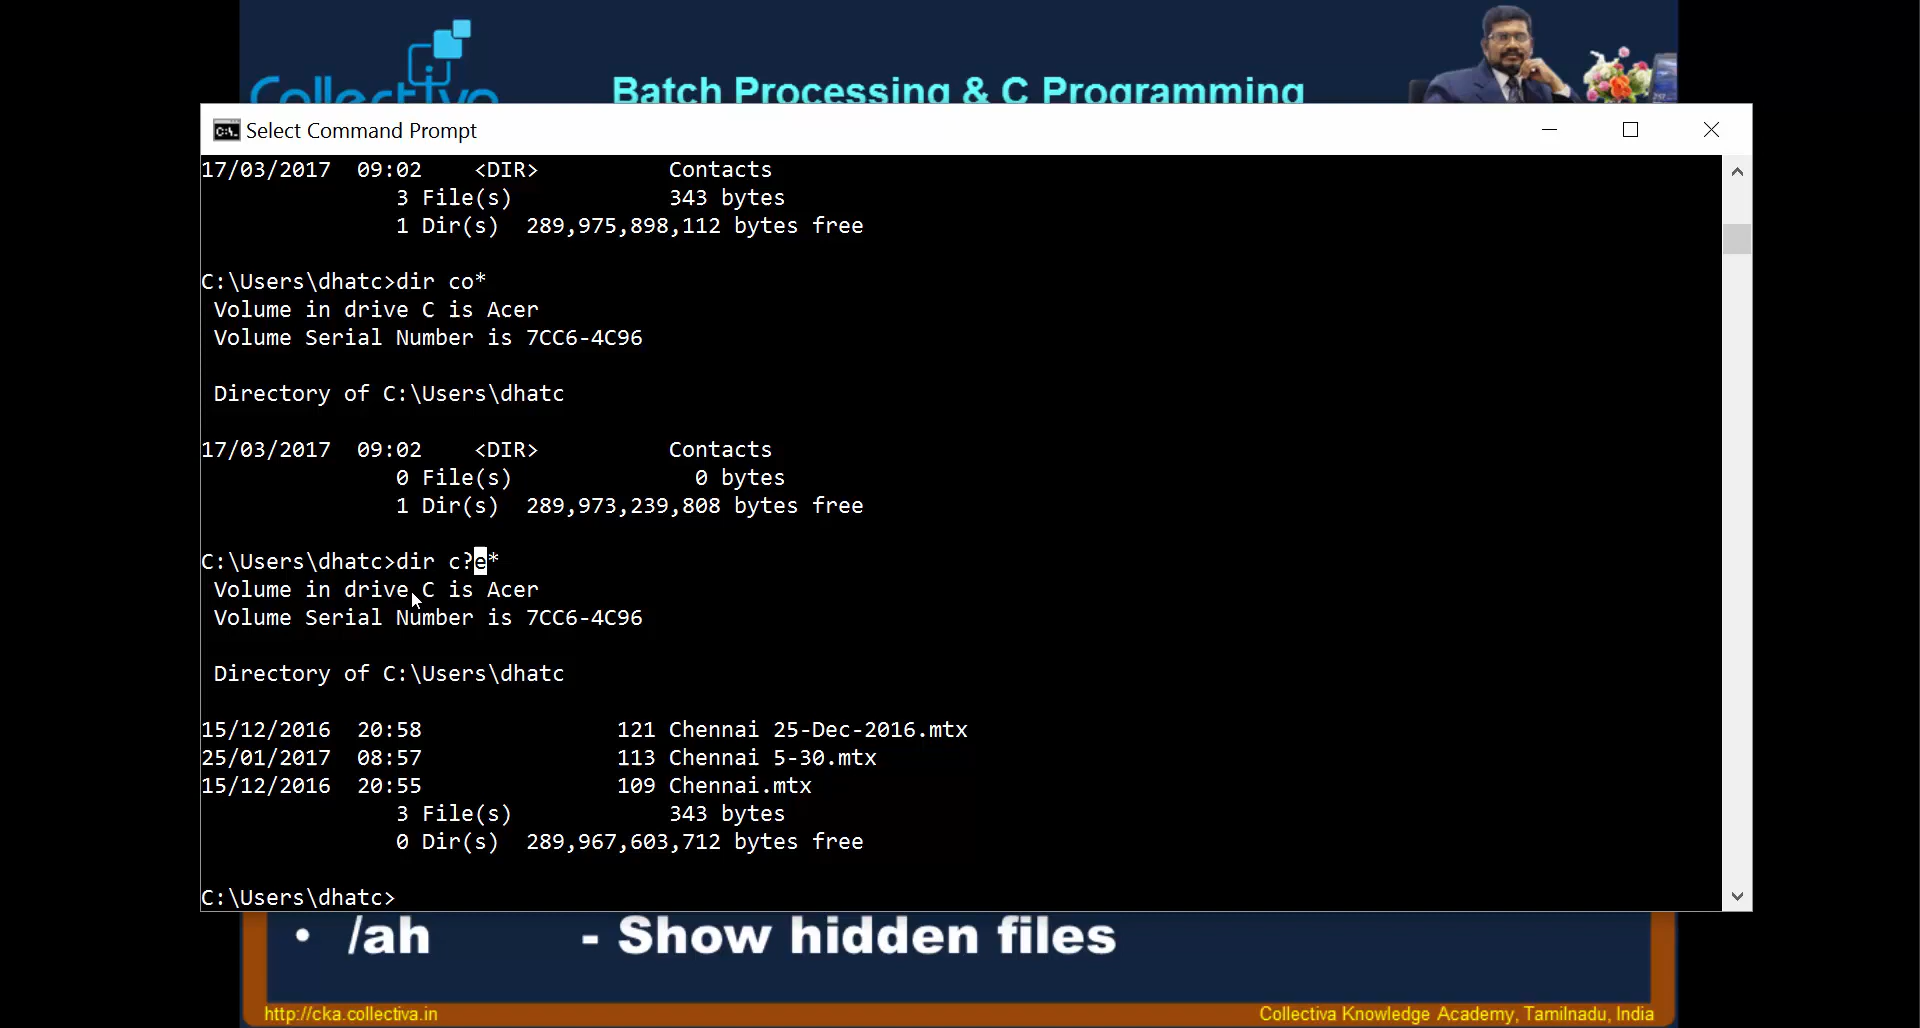 Collectiva
Batch Processing & C Programming
Select Command Prompt
17/03/2017  09:02    <DIR>          Contacts
               3 File(s)            343 bytes
               1 Dir(s)  289,975,898,112 bytes free
C:\Users\dhatc>dir co*
 Volume in drive C is Acer
 Volume Serial Number is 7CC6-4C96
 Directory of C:\Users\dhatc
17/03/2017  09:02    <DIR>          Contacts
               0 File(s)              0 bytes
               1 Dir(s)  289,973,239,808 bytes free
C:\Users\dhatc>dir c?e*
 Volume in drive C is Acer
 Volume Serial Number is 7CC6-4C96
 Directory of C:\Users\dhatc
15/12/2016  20:58               121 Chennai 25-Dec-2016.mtx
25/01/2017  08:57               113 Chennai 5-30.mtx
15/12/2016  20:55               109 Chennai.mtx
               3 File(s)            343 bytes
               0 Dir(s)  289,967,603,712 bytes free
C:\Users\dhatc>
• /ah - Show hidden files
http://cka.collectiva.in
Collectiva Knowledge Academy, Tamilnadu, India